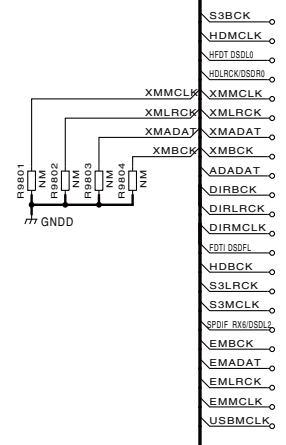 S3BCK
HDMCLK
HFDT DSDL0
HDLRCK/DSDR0
XMMCLK XMMCLK
XMLRCK XMLRCK
XMADAT XMADAT
XMBCK XMBCK
ADADAT
DIRBCK
DIRLRCK
DIRMCLK
FDTI DSDFL
HDBCK
S3LRCK
S3MCLK
SPDIF RX6/DSDL2
EMBCK
EMADAT
EMLRCK
EMMCLK
USBMCLK
R9801
NM
R9802
NM
R9803
NM
R9804
NM
GNDD